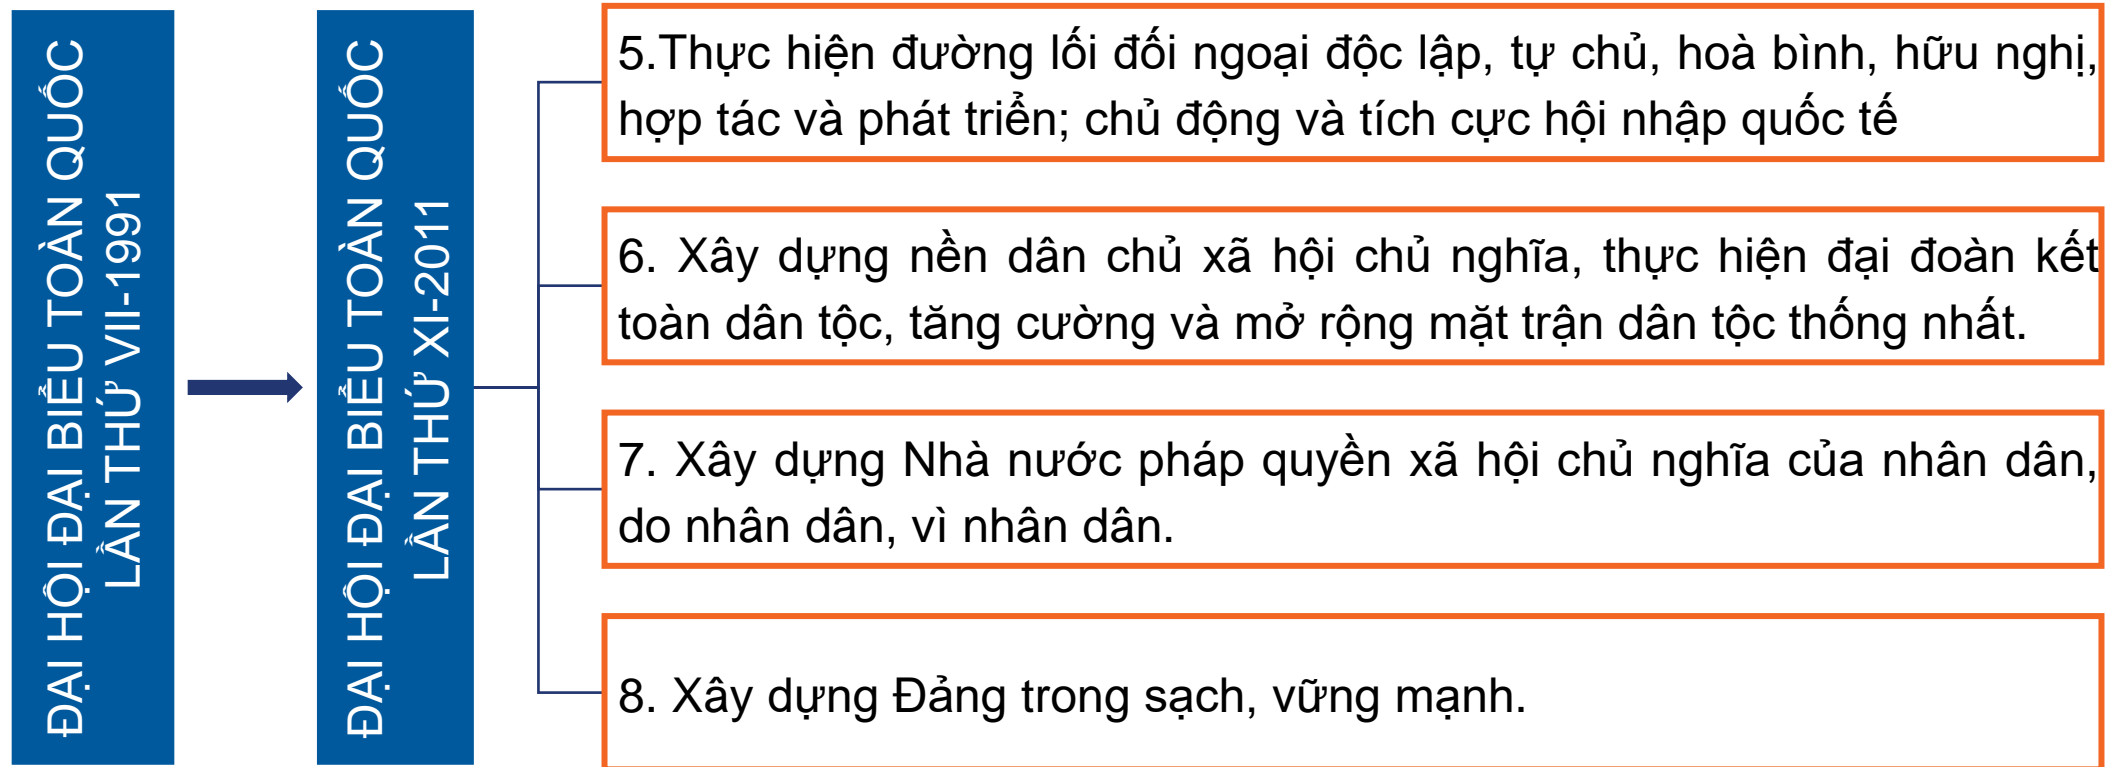 ĐẠI HỘI ĐẠI BIỂU TOÀN QUỐC
LẦN THỨ VII-1991
ĐẠI HỘI ĐẠI BIỂU TOÀN QUỐC
LẦN THỨ XI-2011
5.Thực hiện đường lối đối ngoại độc lập, tự chủ, hoà bình, hữu nghị,
hợp tác và phát triển; chủ động và tích cực hội nhập quốc tế
6. Xây dựng nền dân chủ xã hội chủ nghĩa, thực hiện đại đoàn kết
toàn dân tộc, tăng cường và mở rộng mặt trận dân tộc thống nhất.
7. Xây dựng Nhà nước pháp quyền xã hội chủ nghĩa của nhân dân,
do nhân dân, vì nhân dân.
8. Xây dựng Đảng trong sạch, vững mạnh.